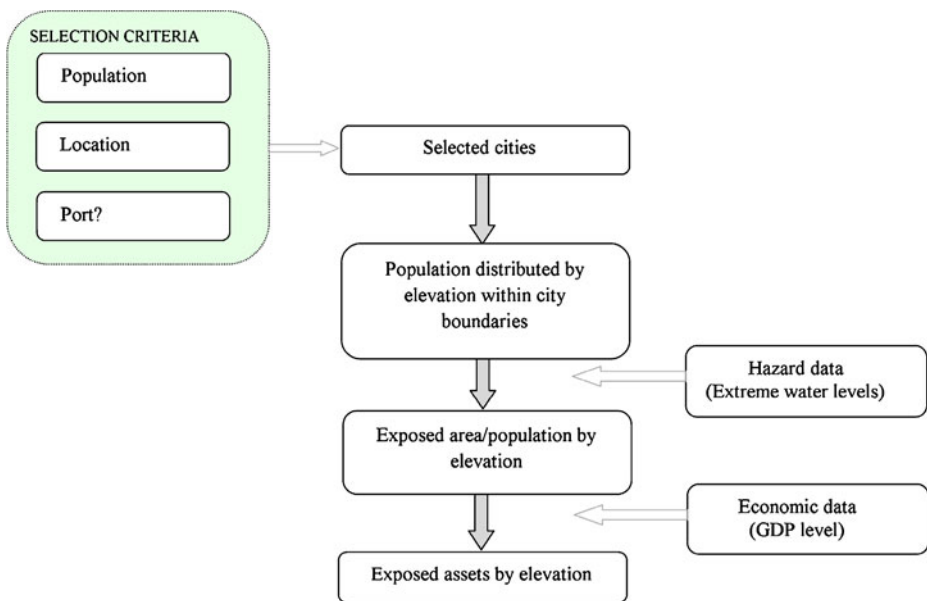 SELECTION CRITERIA
Population
Location
Port?
Selected cities
Population distributed by
elevation within city
boundaries
Hazard data
(Extreme water levels)
Exposed area/population by
elevation
Economic data
(GDP level)
Exposed assets by elevation